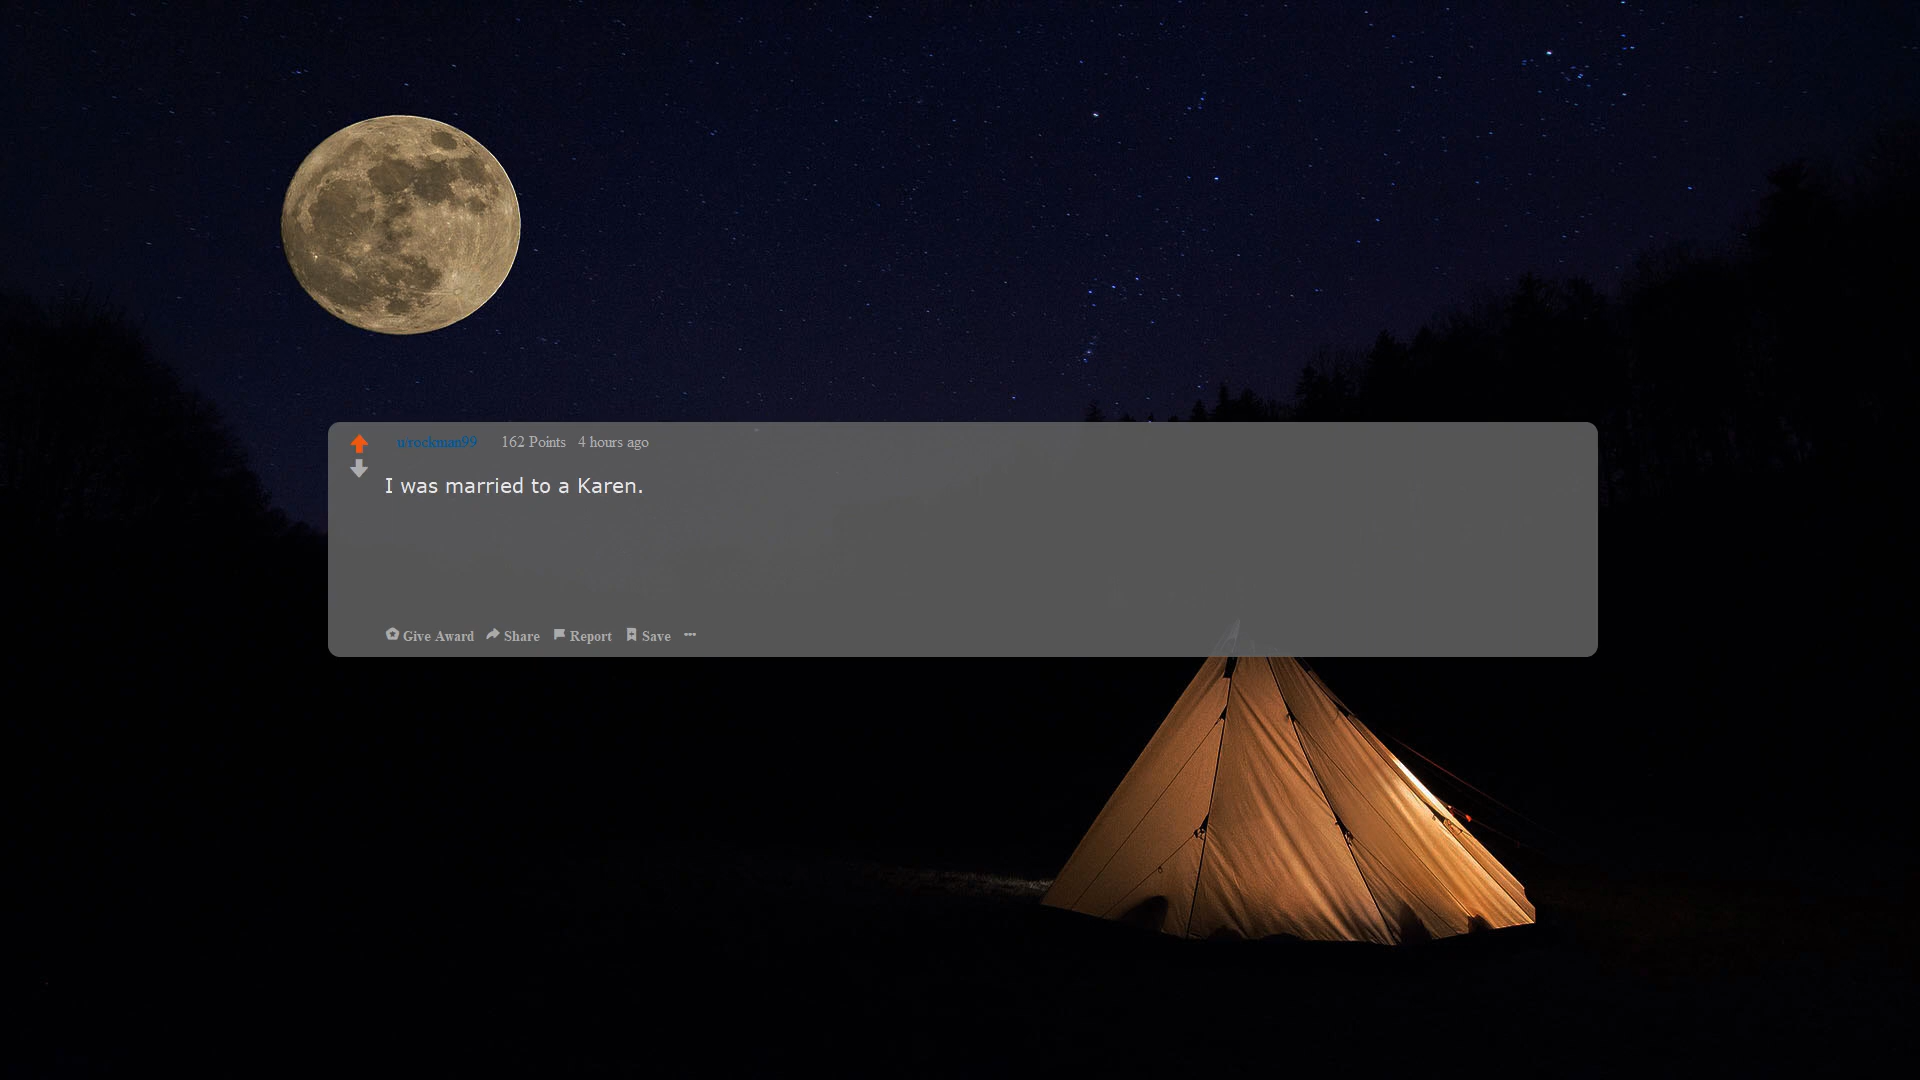 u/rockman99 162 Points 4 hours ago
I was married to a Karen.
Give Award Share Report Save ...